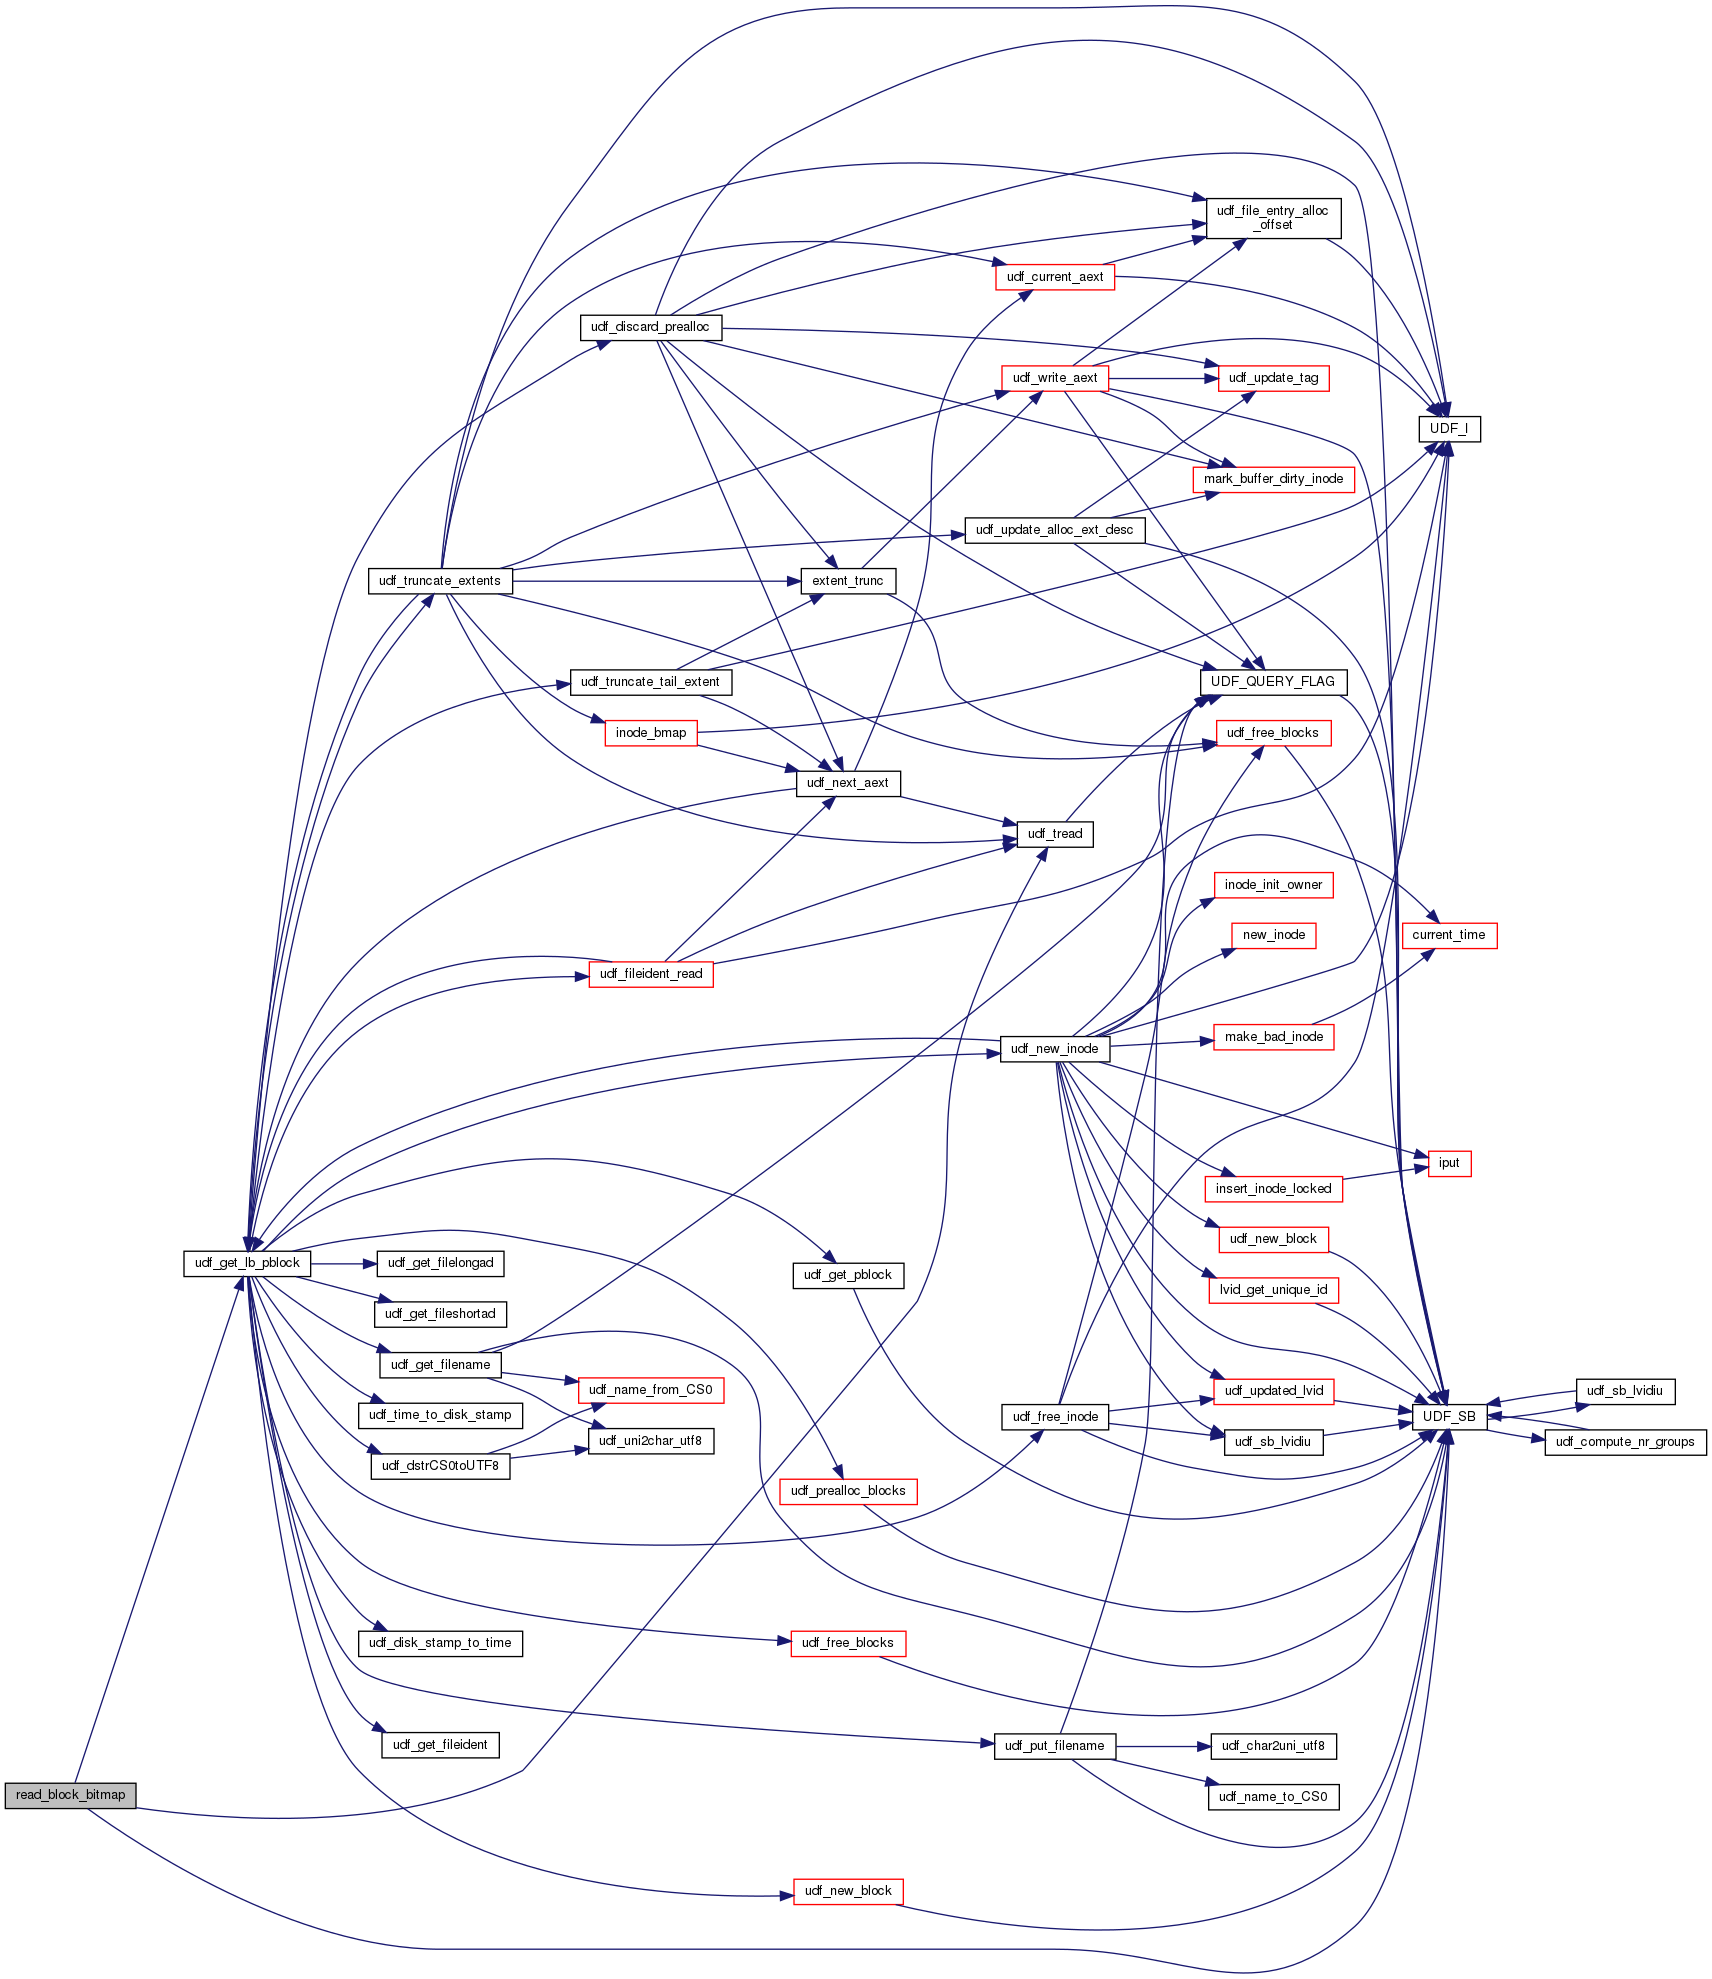 udf_file_entry_alloc
_offset
udf_current_aext
udf_discard_prealloc
udf_write_aext
udf_update_tag
UDF_I
mark_buffer_dirty_inode
udf_update_alloc_ext_desc
udf_truncate_extents
extent_trunc
udf_truncate_tail_extent
UDF_QUERY_FLAG
inode_bmap
udf_free_blocks
udf_next_aext
udf_tread
inode_init_owner
new_inode
current_time
udf_fileident_read
make_bad_inode
udf_new_inode
iput
insert_inode_locked
udf_new_block
udf_get_lb_pblock
udf_get_filelongad
udf_get_pblock
lvid_get_unique_id
udf_get_fileshortad
udf_get_filename
udf_name_from_CS0
udf_updated_lvid
udf_sb_lvidiu
udf_time_to_disk_stamp
udf_free_inode
UDF_SB
udf_uni2char_utf8
udf_sb_lvidiu
udf_compute_nr_groups
udf_dstrCS0toUTF8
udf_prealloc_blocks
udf_disk_stamp_to_time
udf_free_blocks
udf_get_fileident
udf_put_filename
udf_char2uni_utf8
read_block_bitmap
udf_name_to_CS0
udf_new_block